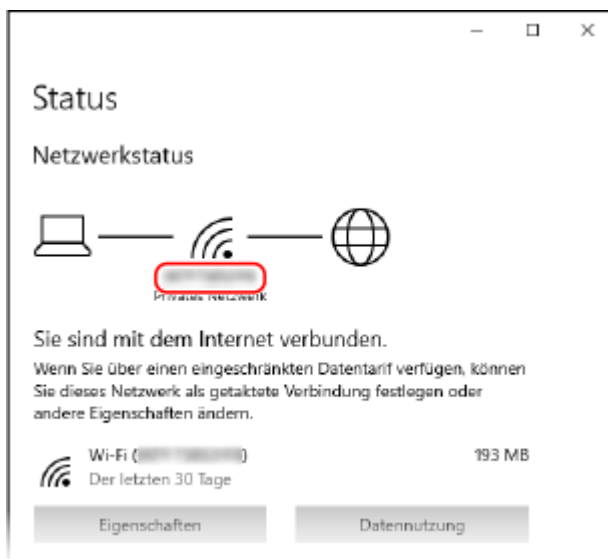 Status
Netzwerkstatus
Privates Netzwerk
Sie sind mit dem Internet verbunden.
Wenn Sie über einen eingeschränkten Datentarif verfügen, können
Sie dieses Netzwerk als getaktete Verbindung festlegen oder
andere Eigenschaften ändern.
Wi-Fi ( )
193 MB
Der letzten 30 Tage
Eigenschaften
Datennutzung